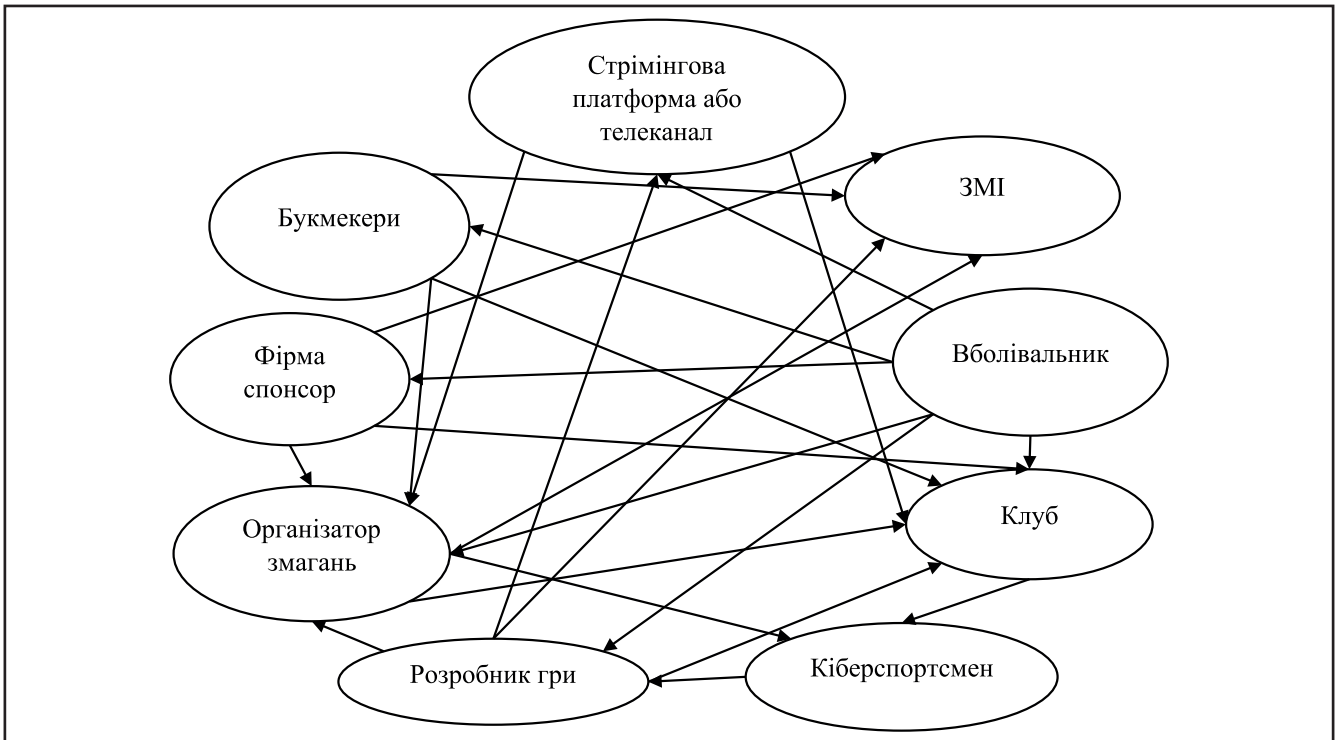 Стрімінгова
платформа або
телеканал
ЗМІ
Букмекери
Вболівальник
Фірма
спонсор
Організатор
змагань
Клуб
Розробник гри
Кіберспортсмен